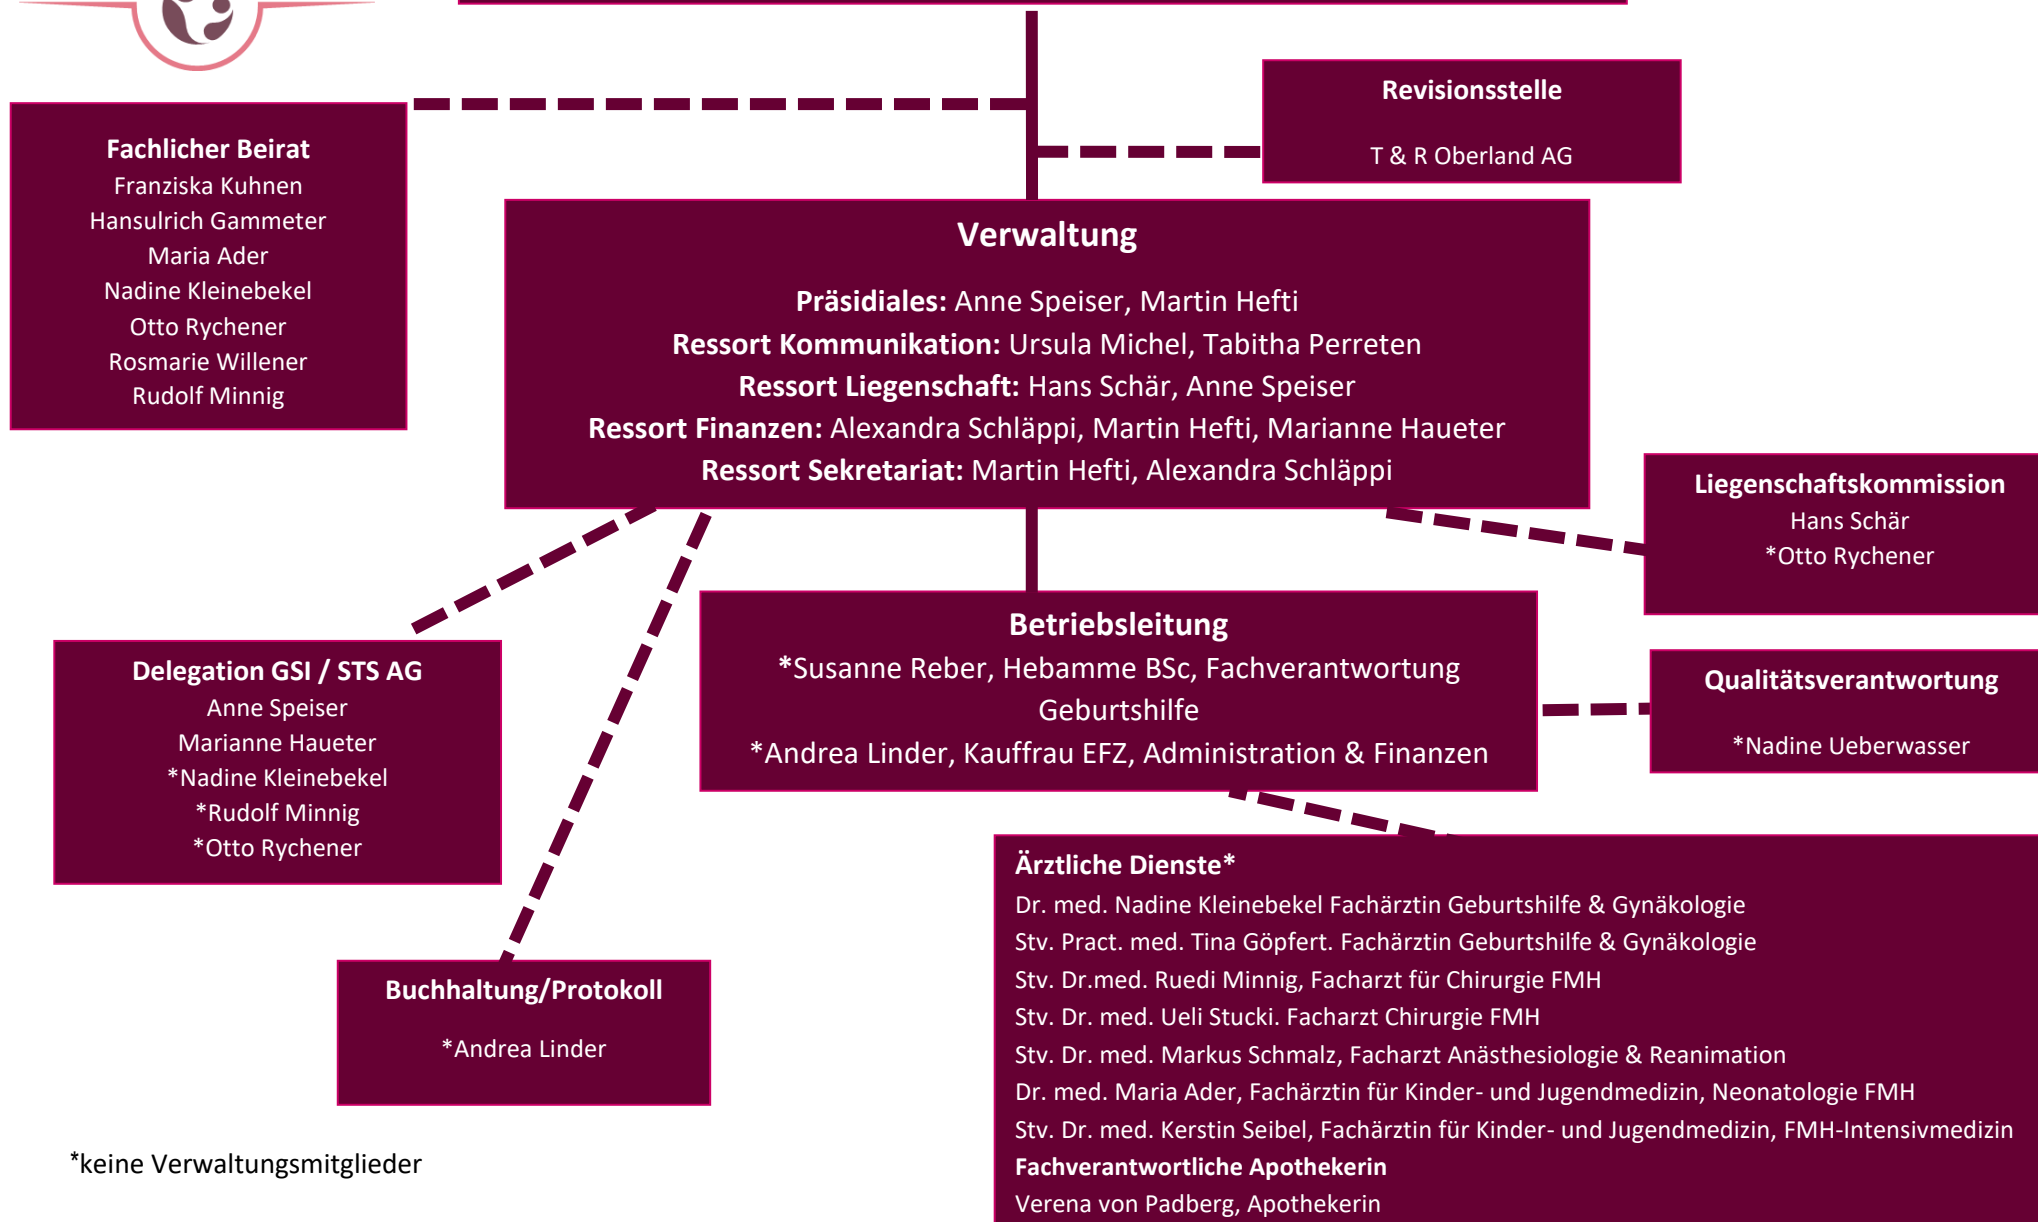 Revisionsstelle
T & R Oberland AG
Fachlicher Beirat
Franziska Kuhnen
Hansulrich Gammeter
Maria Ader
Nadine Kleinebekel
Otto Rychener
Rosmarie Willener
Rudolf Minnig
Verwaltung
Präsidiales: Anne Speiser, Martin Hefti
Ressort Kommunikation: Ursula Michel, Tabitha Perreten
Ressort Liegenschaft: Hans Schär, Anne Speiser
Ressort Finanzen: Alexandra Schläppi, Martin Hefti, Marianne Haueter
Ressort Sekretariat: Martin Hefti, Alexandra Schläppi
Liegenschaftskommission
Hans Schär
*Otto Rychener
Betriebsleitung
*Susanne Reber, Hebamme BSc, Fachverantwortung
Geburtshilfe
*Andrea Linder, Kauffrau EFZ, Administration & Finanzen
Delegation GSI / STS AG
Anne Speiser
Marianne Haueter
*Nadine Kleinebekel
*Rudolf Minnig
*Otto Rychener
Qualitätsverantwortung
*Nadine Ueberwasser
Ärztliche Dienste*
Dr. med. Nadine Kleinebekel Fachärztin Geburtshilfe & Gynäkologie
Stv. Pract. med. Tina Göpfert. Fachärztin Geburtshilfe & Gynäkologie
Stv. Dr.med. Ruedi Minnig, Facharzt für Chirurgie FMH
Stv. Dr. med. Ueli Stucki. Facharzt Chirurgie FMH
Stv. Dr. med. Markus Schmalz, Facharzt Anästhesiologie & Reanimation
Dr. med. Maria Ader, Fachärztin für Kinder- und Jugendmedizin, Neonatologie FMH
Stv. Dr. med. Kerstin Seibel, Fachärztin für Kinder- und Jugendmedizin, FMH-Intensivmedizin
Fachverantwortliche Apothekerin
Verena von Padberg, Apothekerin
Buchhaltung/Protokoll
*Andrea Linder
*keine Verwaltungsmitglieder